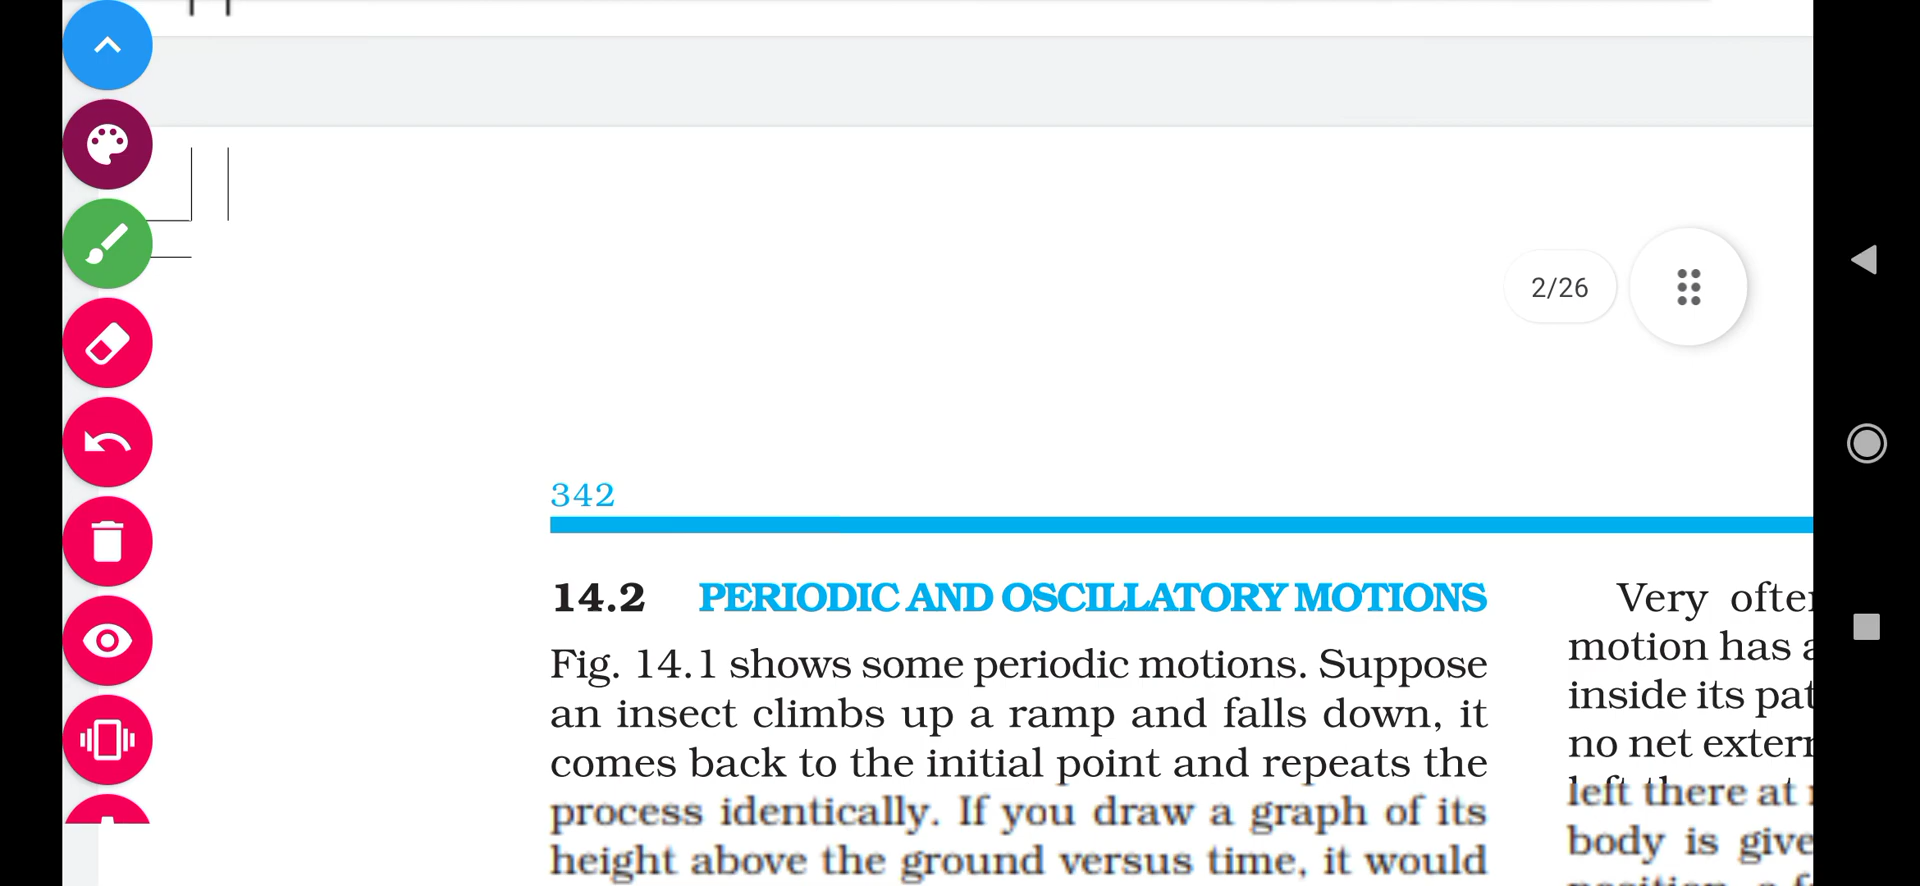 2/26
342
14.2 PERIODIC AND OSCILLATORY MOTIONS
Fig. 14.1 shows some periodic motions. Suppose
an insect climbs up a ramp and falls down, it
comes back to the initial point and repeats the
process identically. If you draw a graph of its
height above the ground versus time, it would
Very
motion has
inside its
no net
left there at
body is